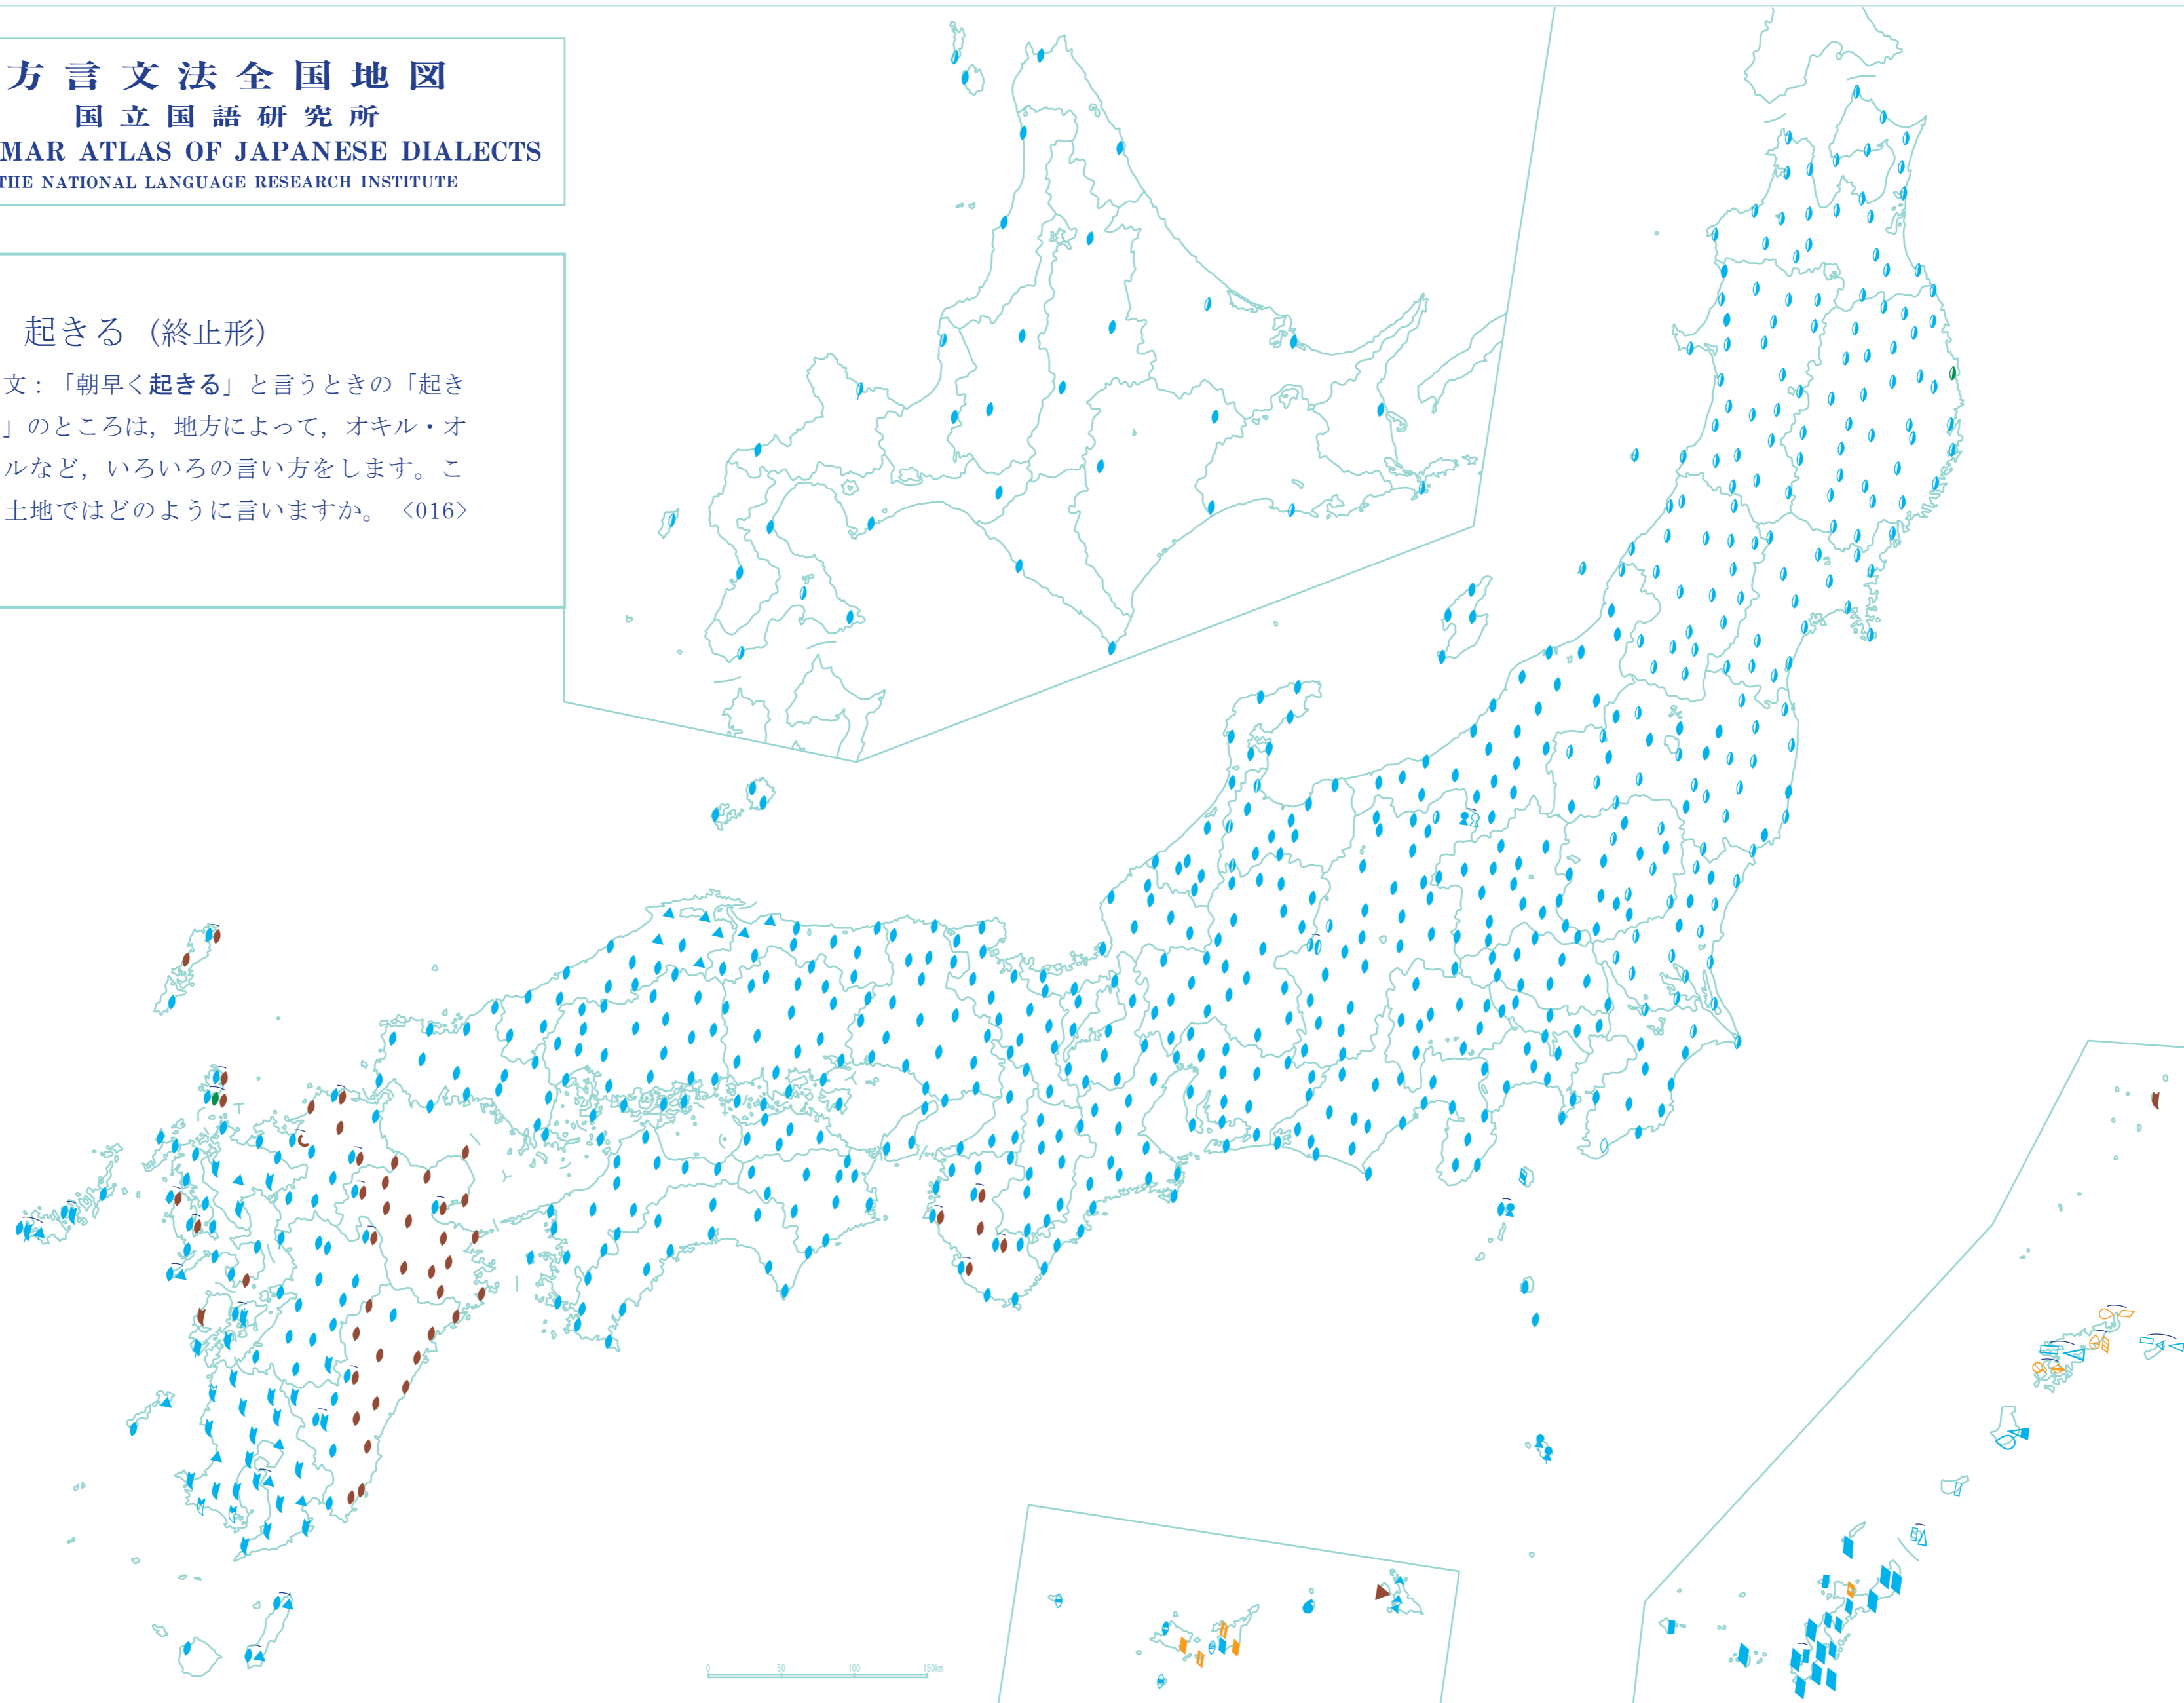 方言文法全国地図
国立国語研究所
MAR ATLAS OF JAPANESE DIALECTS
THE NATIONAL LANGUAGE RESEARCH INSTITUTE
起きる（終止形）
文：「朝早く起きる」と言うときの「起き
」のところは，地方によって，オキル・オ
ルなど，いろいろの言い方をします。こ
土地ではどのように言いますか。〈016〉
0 50 100 150km